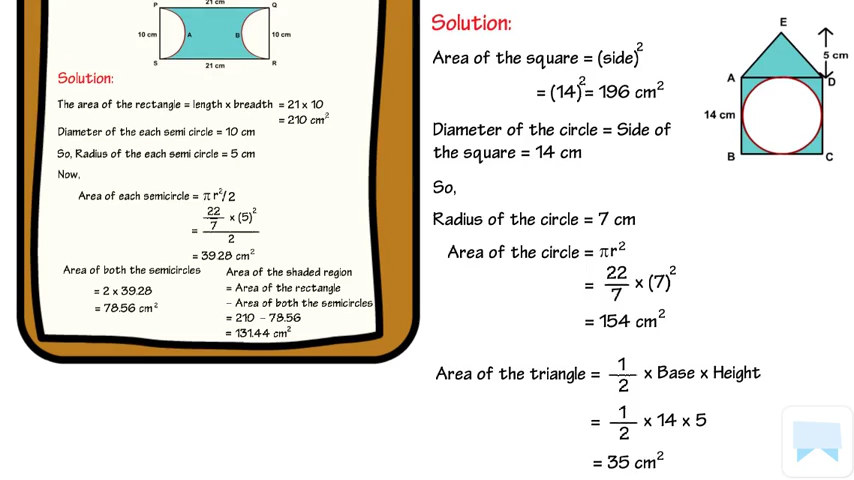 P 21 cm Q
10 cm A B 10 cm
S 21 cm R
Solution:
The area of the rectangle = length x breadth = 21 x 10
= 210 cm²
Diameter of the each semi circle = 10 cm
So, Radius of the each semi circle = 5 cm
Now,
Area of each semicircle = πr²/2
= 22/7 x (5)² / 2
= 39.28 cm²
Area of both the semicircles
= 2 x 39.28
= 78.56 cm²
Area of the shaded region
= Area of the rectangle
– Area of both the semicircles
= 210 – 78.56
= 131.44 cm²
Solution:
Area of the square = (side)²
= (14)² = 196 cm²
Diameter of the circle = Side of
the square = 14 cm
So,
Radius of the circle = 7 cm
Area of the circle = πr²
= 22/7 x (7)²
= 154 cm²
Area of the triangle = 1/2 x Base x Height
= 1/2 x 14 x 5
= 35 cm²
E
5 cm
A D
14 cm
B C